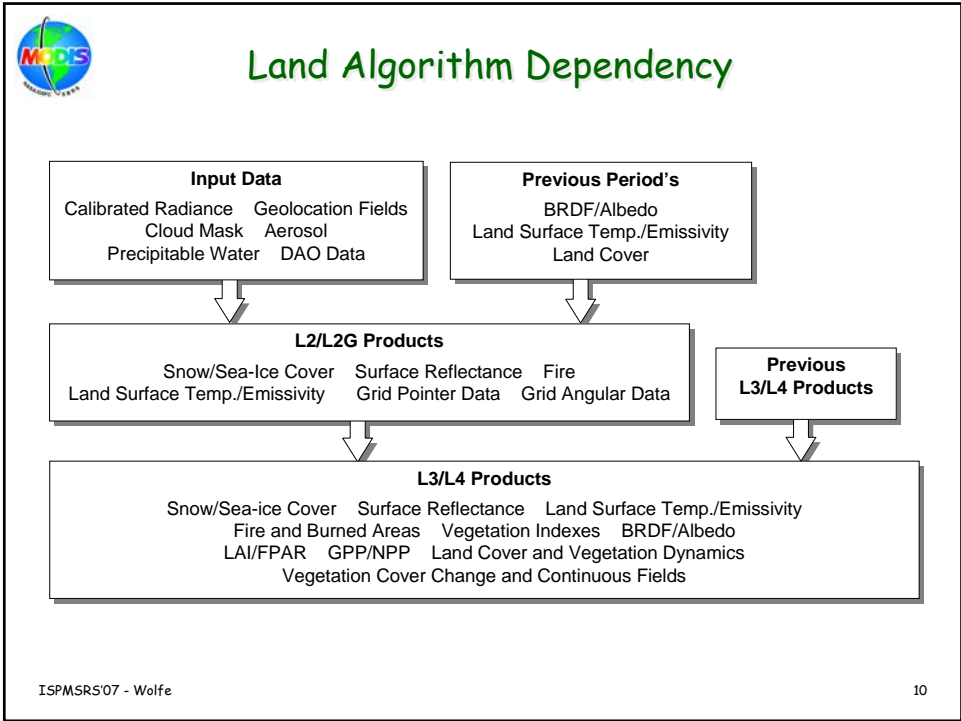 MODIS
Land Algorithm Dependency
Input Data
Calibrated Radiance Geolocation Fields
Cloud Mask Aerosol
Precipitable Water DAO Data
Previous Period's
BRDF/Albedo
Land Surface Temp./Emissivity
Land Cover
L2/L2G Products
Snow/Sea-Ice Cover Surface Reflectance Fire
Land Surface Temp./Emissivity Grid Pointer Data Grid Angular Data
Previous
L3/L4 Products
L3/L4 Products
Snow/Sea-ice Cover Surface Reflectance Land Surface Temp./Emissivity
Fire and Burned Areas Vegetation Indexes BRDF/Albedo
LAI/FPAR GPP/NPP Land Cover and Vegetation Dynamics
Vegetation Cover Change and Continuous Fields
ISPMSRS'07 - Wolfe
10